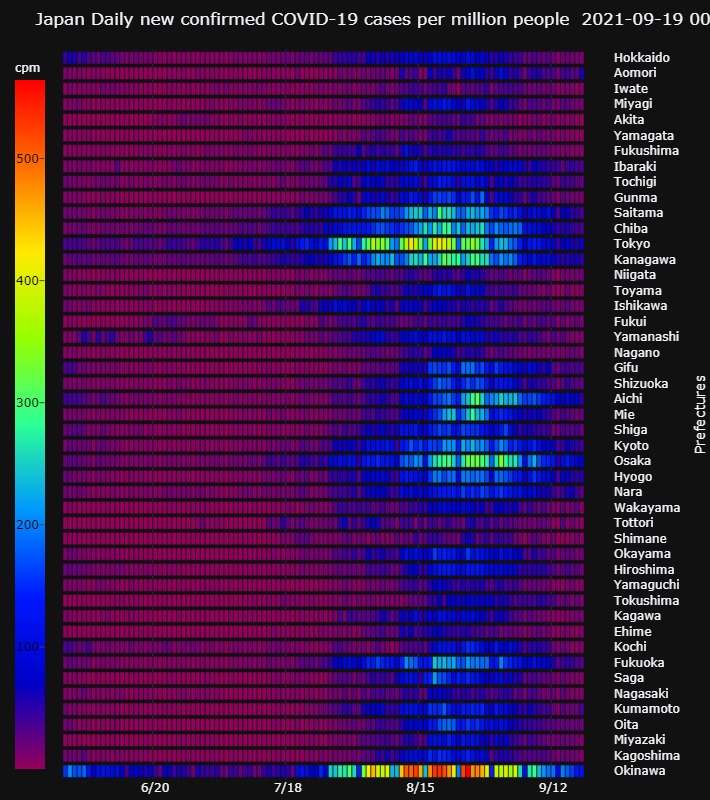 Japan Daily new confirmed COVID-19 cases per million people 2021-09-19 00
cpm
500
400
300
200
100
Hokkaido
Aomori
Iwate
Miyagi
Akita
Yamagata
Fukushima
Ibaraki
Tochigi
Gunma
Saitama
Chiba
Tokyo
Kanagawa
Niigata
Toyama
Ishikawa
Fukui
Yamanashi
Nagano
Gifu
Shizuoka
Aichi
Mie
Shiga
Kyoto
Osaka
Hyogo
Nara
Wakayama
Tottori
Shimane
Okayama
Hiroshima
Yamaguchi
Tokushima
Kagawa
Ehime
Kochi
Fukuoka
Saga
Nagasaki
Kumamoto
Oita
Miyazaki
Kagoshima
Okinawa
Prefectures
6/20 7/18 8/15 9/12